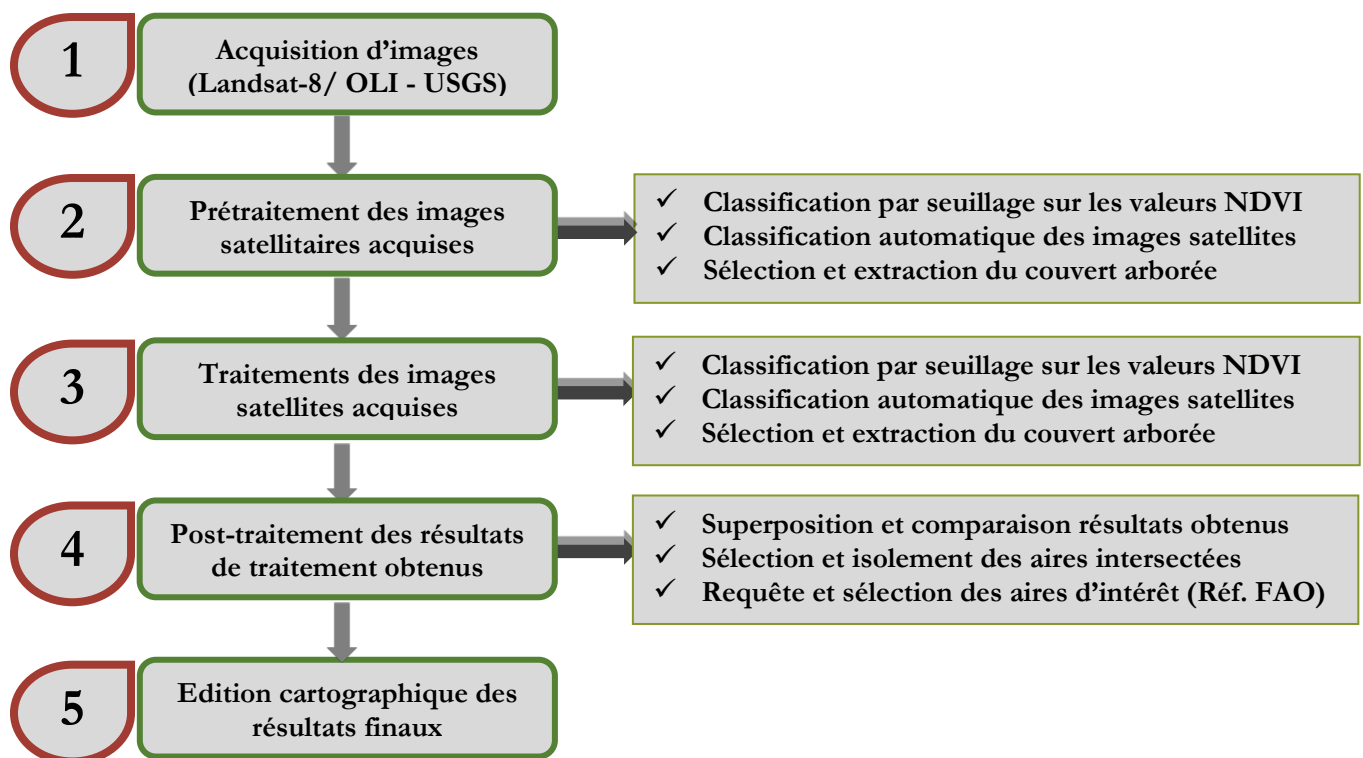 1
Acquisition d'images
(Landsat-8/ OLI - USGS)
2
Prétraitement des images
satellitaires acquises
✓ Classification par seuillage sur les valeurs NDVI
✓ Classification automatique des images satellites
✓ Sélection et extraction du couvert arborée
3
Traitements des images
satellites acquises
✓ Classification par seuillage sur les valeurs NDVI
✓ Classification automatique des images satellites
✓ Sélection et extraction du couvert arborée
4
Post-traitement des résultats
de traitement obtenus
✓ Superposition et comparaison résultats obtenus
✓ Sélection et isolement des aires intersectées
✓ Requête et sélection des aires d'intérêt (Réf. FAO)
5
Edition cartographique des
résultats finaux